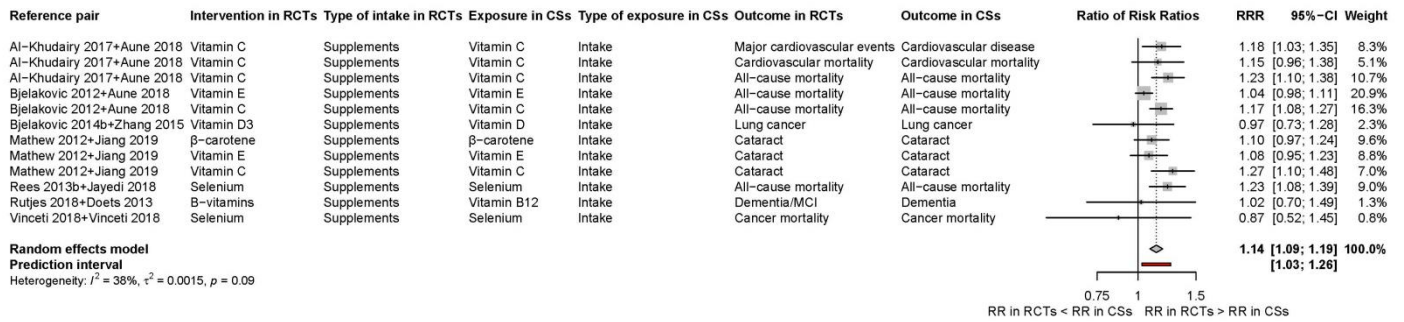 Reference pair Intervention in RCTs Type of intake in RCTs Exposure in CSs Type of exposure in CSs Outcome in RCTs Outcome in CSs Ratio of Risk Ratios RRR 95%−CI Weight
Al−Khudairy 2017+Aune 2018 Vitamin C Supplements Vitamin C Intake Major cardiovascular events Cardiovascular disease 1.18 [1.03; 1.35] 8.3%
Al−Khudairy 2017+Aune 2018 Vitamin C Supplements Vitamin C Intake Cardiovascular mortality Cardiovascular mortality 1.15 [0.96; 1.38] 5.1%
Al−Khudairy 2017+Aune 2018 Vitamin C Supplements Vitamin C Intake All−cause mortality All−cause mortality 1.23 [1.10; 1.38] 10.7%
Bjelakovic 2012+Aune 2018 Vitamin E Supplements Vitamin E Intake All−cause mortality All−cause mortality 1.04 [0.98; 1.11] 20.9%
Bjelakovic 2012+Aune 2018 Vitamin C Supplements Vitamin C Intake All−cause mortality All−cause mortality 1.17 [1.08; 1.27] 16.3%
Bjelakovic 2014b+Zhang 2015 Vitamin D3 Supplements Vitamin D Intake Lung cancer Lung cancer 0.97 [0.73; 1.28] 2.3%
Mathew 2012+Jiang 2019 β−carotene Supplements β−carotene Intake Cataract Cataract 1.10 [0.97; 1.24] 9.6%
Mathew 2012+Jiang 2019 Vitamin E Supplements Vitamin E Intake Cataract Cataract 1.08 [0.95; 1.23] 8.8%
Mathew 2012+Jiang 2019 Vitamin C Supplements Vitamin C Intake Cataract Cataract 1.27 [1.10; 1.48] 7.0%
Rees 2013b+Jayedi 2018 Selenium Supplements Selenium Intake All−cause mortality All−cause mortality 1.23 [1.08; 1.39] 9.0%
Rutjes 2018+Doets 2013 B−vitamins Supplements Vitamin B12 Intake Dementia/MCI Dementia 1.02 [0.70; 1.49] 1.3%
Vinceti 2018+Vinceti 2018 Selenium Supplements Selenium Intake Cancer mortality Cancer mortality 0.87 [0.52; 1.45] 0.8%
Random effects model 1.14 [1.09; 1.19] 100.0%
Prediction interval [1.03; 1.26]
Heterogeneity: I² = 38%, τ² = 0.0015, p = 0.09
0.75 1 1.5
RR in RCTs < RR in CSs RR in RCTs > RR in CSs